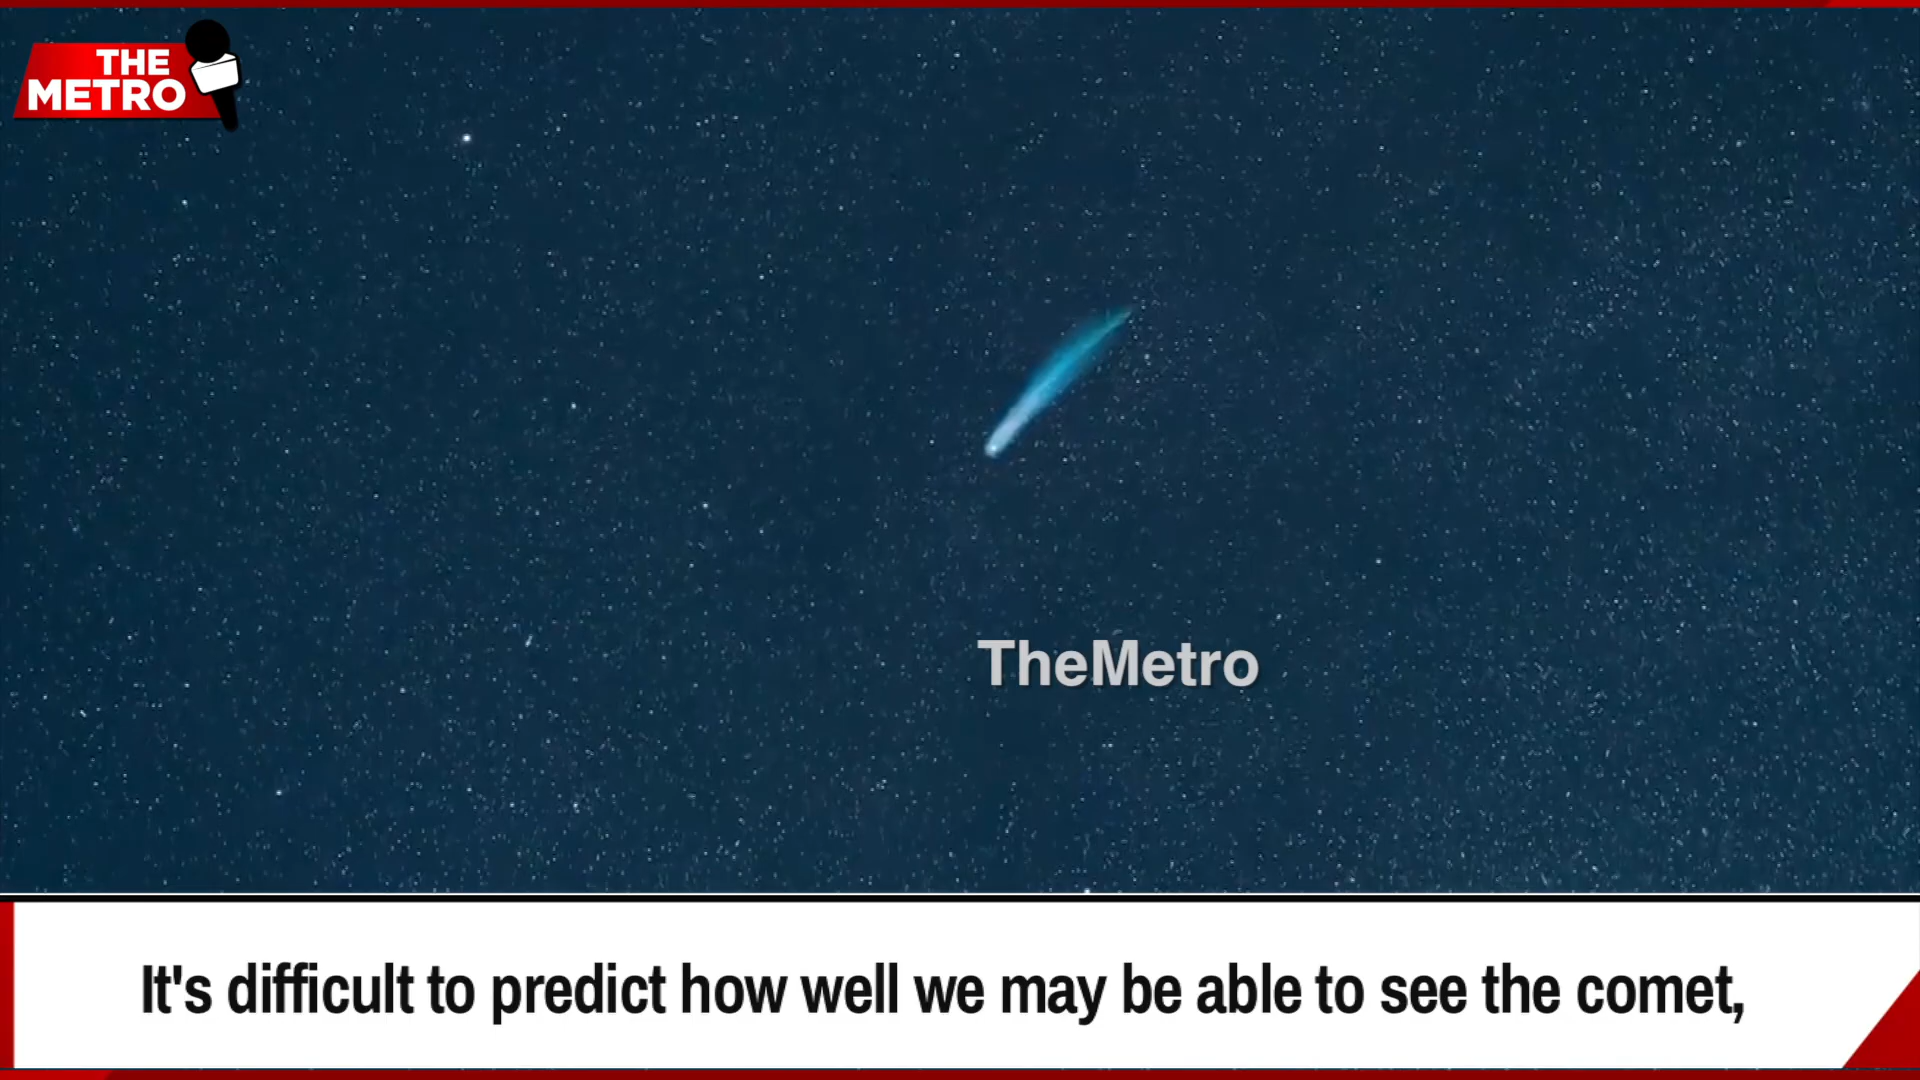 THE
METRO
TheMetro
It's difficult to predict how well we may be able to see the comet,